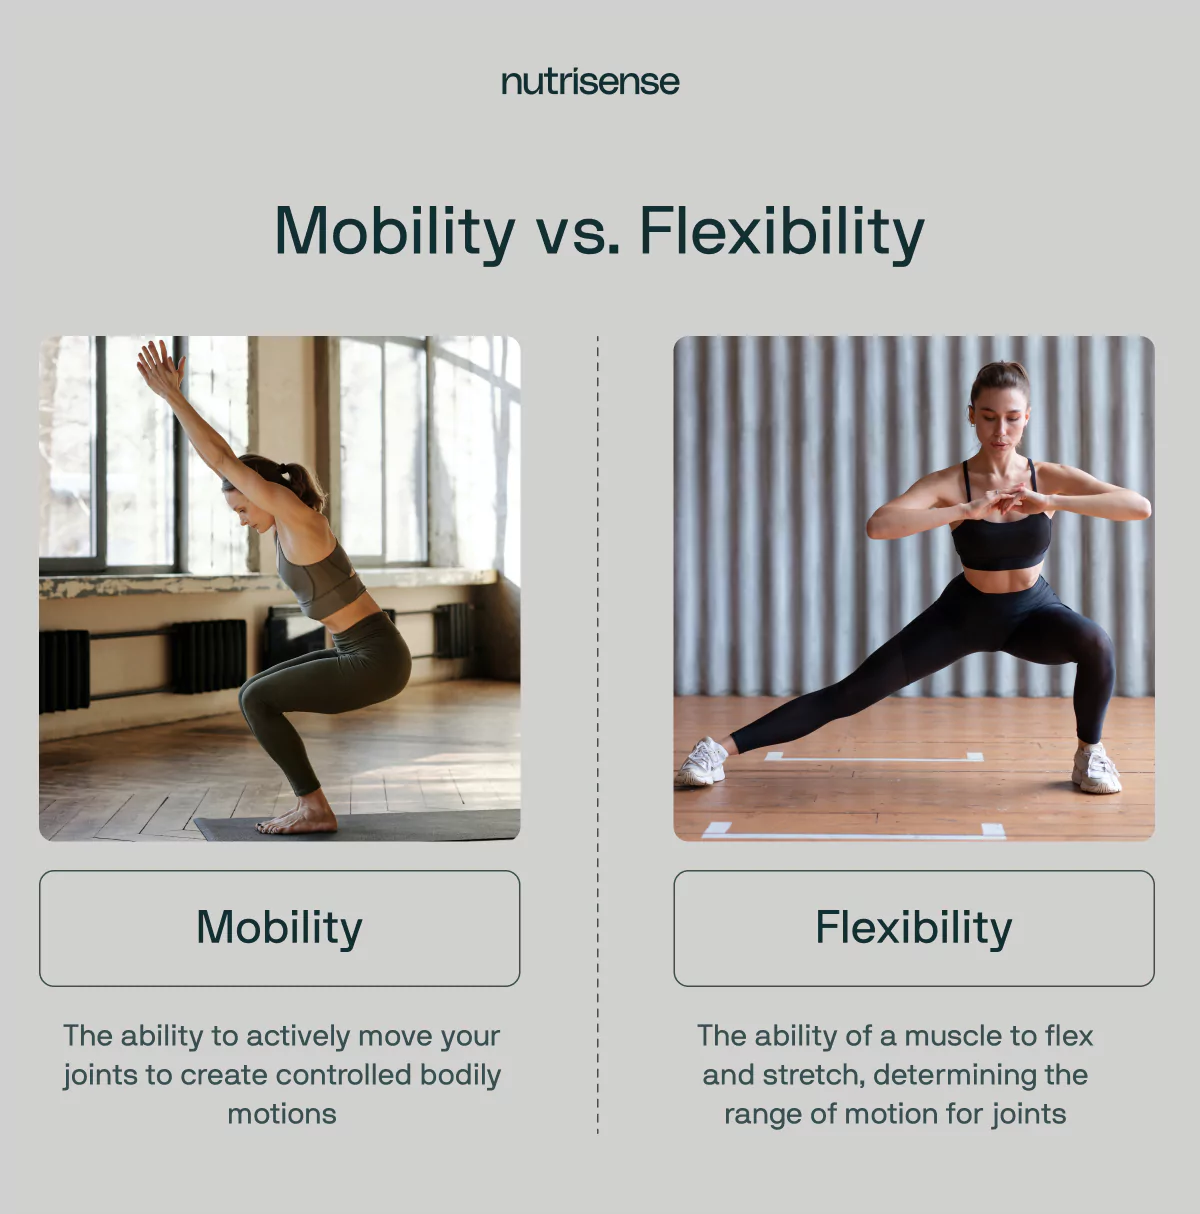 nutrisense
Mobility vs. Flexibility
Mobility
The ability to actively move your
joints to create controlled bodily
motions
Flexibility
The ability of a muscle to flex
and stretch, determining the
range of motion for joints